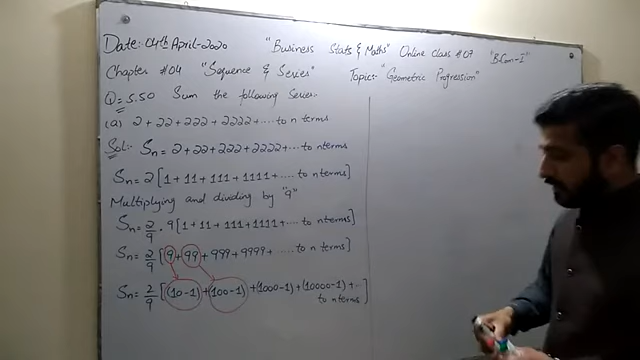 Date: 04th April-2020 "Business Stats & Maths" Online Class #07 "B.Com-I"
Chapter #04 "Sequence & Series" Topic:- "Geometric Progression"
Q=5.50 Sum the following Series:-
(a) 2+22+222+2222+.... to n terms
Sol:- Sn = 2+22+222+2222+... to n terms
Sn = 2[1+11+111+1111+.... to n terms]
Multiplying and dividing by "9"
Sn = 2/9 . 9[1+11+111+1111+.... to n terms]
Sn = 2/9 [9+99+999+9999+..... to n terms]
Sn = 2/9 [(10-1)+(100-1)+(1000-1)+(10000-1)+..
to n terms]